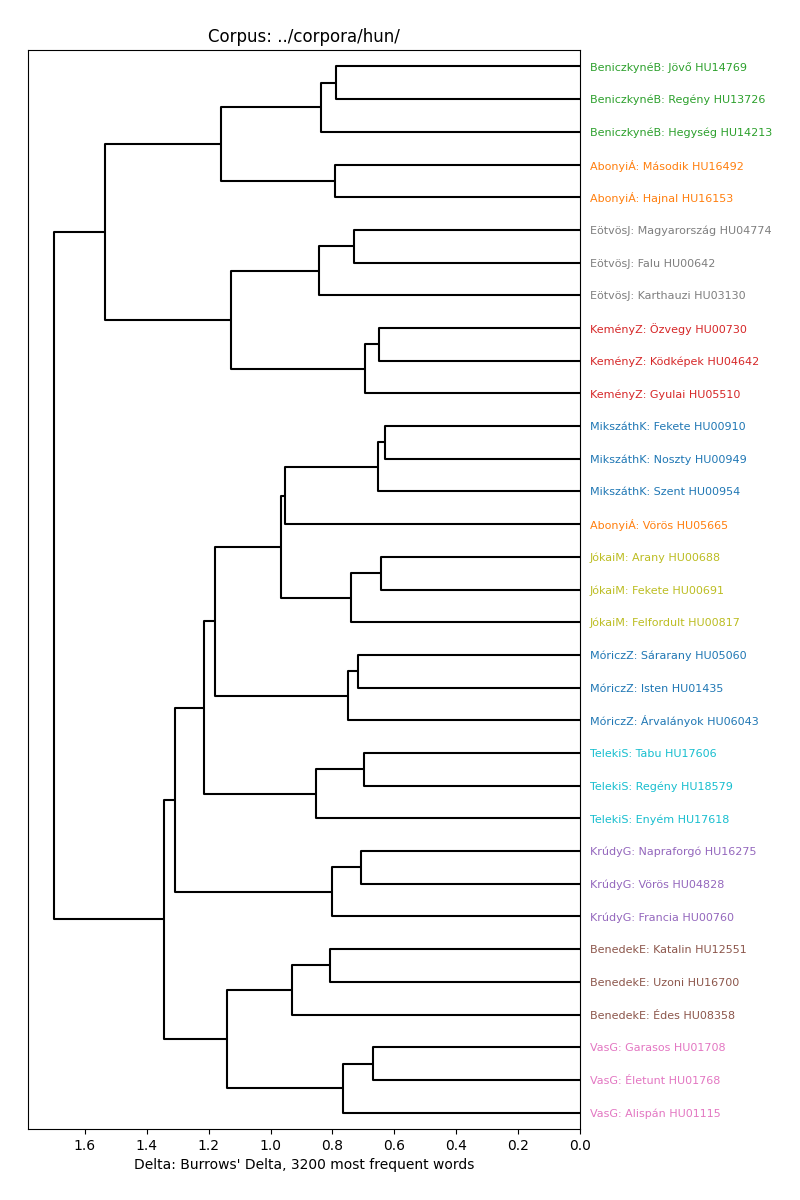 Corpus: ../corpora/hun/
BeniczkynéB: Jövő HU14769
BeniczkynéB: Regény HU13726
BeniczkynéB: Hegység HU14213
AbonyiÁ: Második HU16492
AbonyiÁ: Hajnal HU16153
EötvösJ: Magyarország HU04774
EötvösJ: Falu HU00642
EötvösJ: Karthauzi HU03130
KeményZ: Özvegy HU00730
KeményZ: Ködképek HU04642
KeményZ: Gyulai HU05510
MikszáthK: Fekete HU00910
MikszáthK: Noszty HU00949
MikszáthK: Szent HU00954
AbonyiÁ: Vörös HU05665
JókaiM: Arany HU00688
JókaiM: Fekete HU00691
JókaiM: Felfordult HU00817
MóriczZ: Sárarany HU05060
MóriczZ: Isten HU01435
MóriczZ: Árvalányok HU06043
TelekiS: Tabu HU17606
TelekiS: Regény HU18579
TelekiS: Enyém HU17618
KrúdyG: Napraforgó HU16275
KrúdyG: Vörös HU04828
KrúdyG: Francia HU00760
BenedekE: Katalin HU12551
BenedekE: Uzoni HU16700
BenedekE: Édes HU08358
VasG: Garasos HU01708
VasG: Életunt HU01768
VasG: Alispán HU01115
1.6 1.4 1.2 1.0 0.8 0.6 0.4 0.2 0.0
Delta: Burrows' Delta, 3200 most frequent words